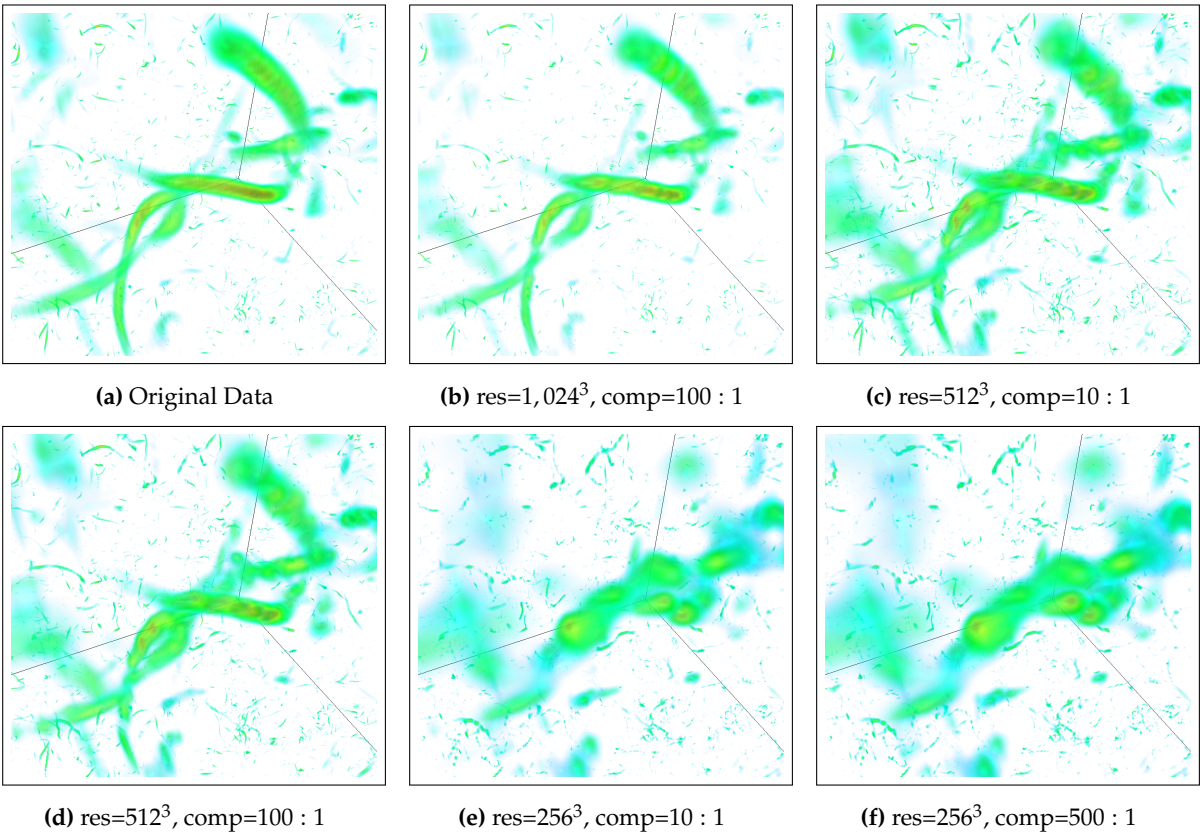 (a) Original Data
(b) res=1,024³, comp=100 : 1
(c) res=512³, comp=10 : 1
(d) res=512³, comp=100 : 1
(e) res=256³, comp=10 : 1
(f) res=256³, comp=500 : 1